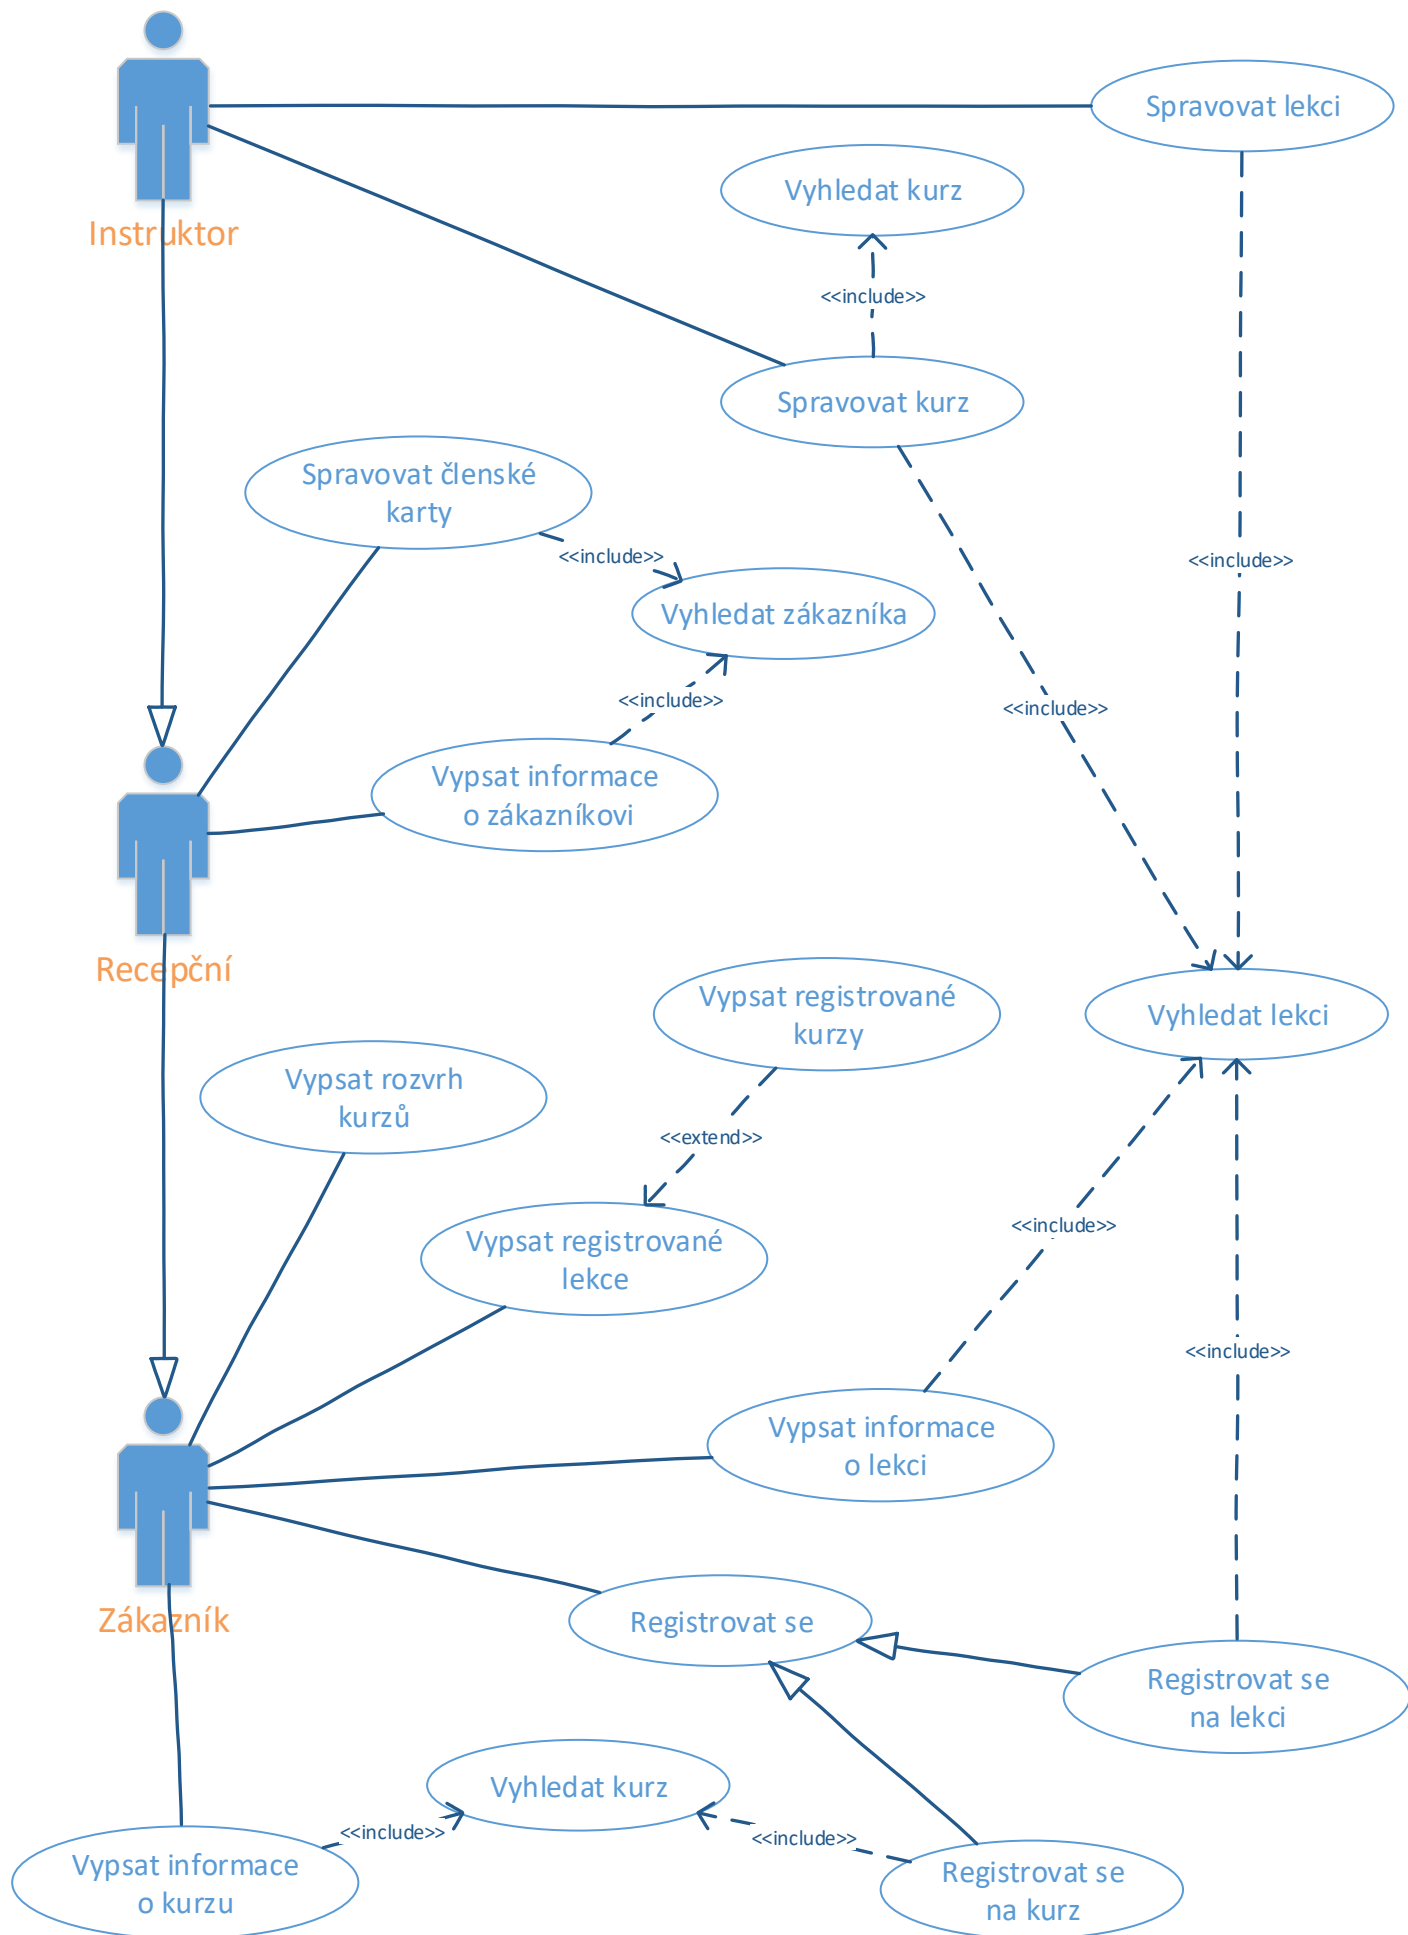 Spravovat lekci
Vyhledat kurz
Instruktor
<<include>>
Spravovat kurz
Spravovat členské
karty
<<include>>
<<include>>
Vyhledat zákazníka
<<include>>
<<include>>
Vypsat informace
o zákazníkovi
Recepční
Vypsat registrované
kurzy
Vyhledat lekci
Vypsat rozvrh
kurzů
<<extend>>
<<include>>
Vypsat registrované
lekce
<<include>>
Vypsat informace
o lekci
Zákazník
Registrovat se
Registrovat se
na lekci
Vyhledat kurz
<<include>>
<<include>>
Vypsat informace
o kurzu
Registrovat se
na kurz